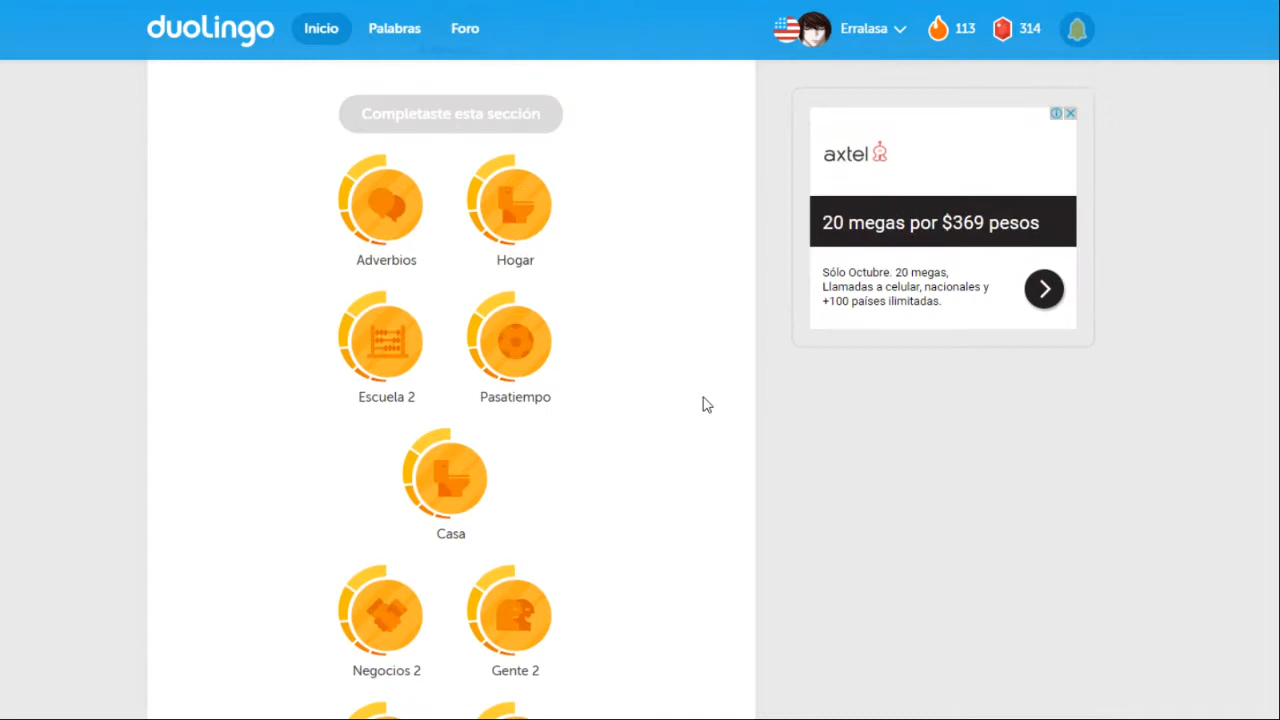 duolingo
Inicio
Palabras
Foro
Erralasa
113
314
Completaste esta sección
Adverbios
Hogar
Escuela 2
Pasatiempo
Casa
Negocios 2
Gente 2
axtel
20 megas por $369 pesos
Sólo Octubre. 20 megas,
Llamadas a celular, nacionales y
+100 países ilimitadas.